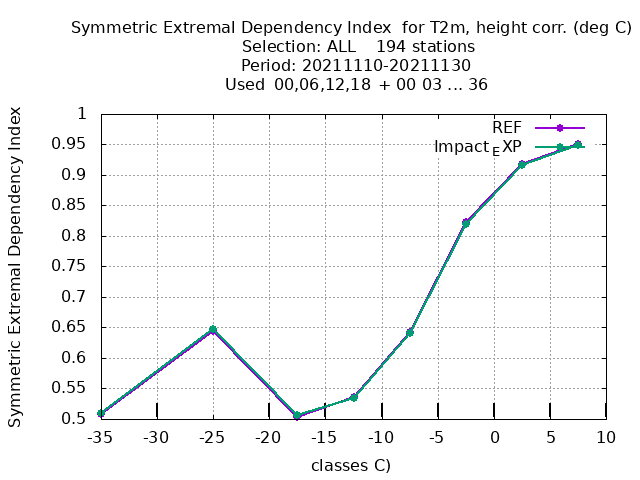 Symmetric Extremal Dependency Index for T2m, height corr. (deg C)
Selection: ALL 194 stations
Period: 20211110-20211130
Used 00,06,12,18 + 00 03 ... 36
Symmetric Extremal Dependency Index
1
0.95
0.9
0.85
0.8
0.75
0.7
0.65
0.6
0.55
0.5
REF
Impact_EXP
-35 -30 -25 -20 -15 -10 -5 0 5 10
classes C)